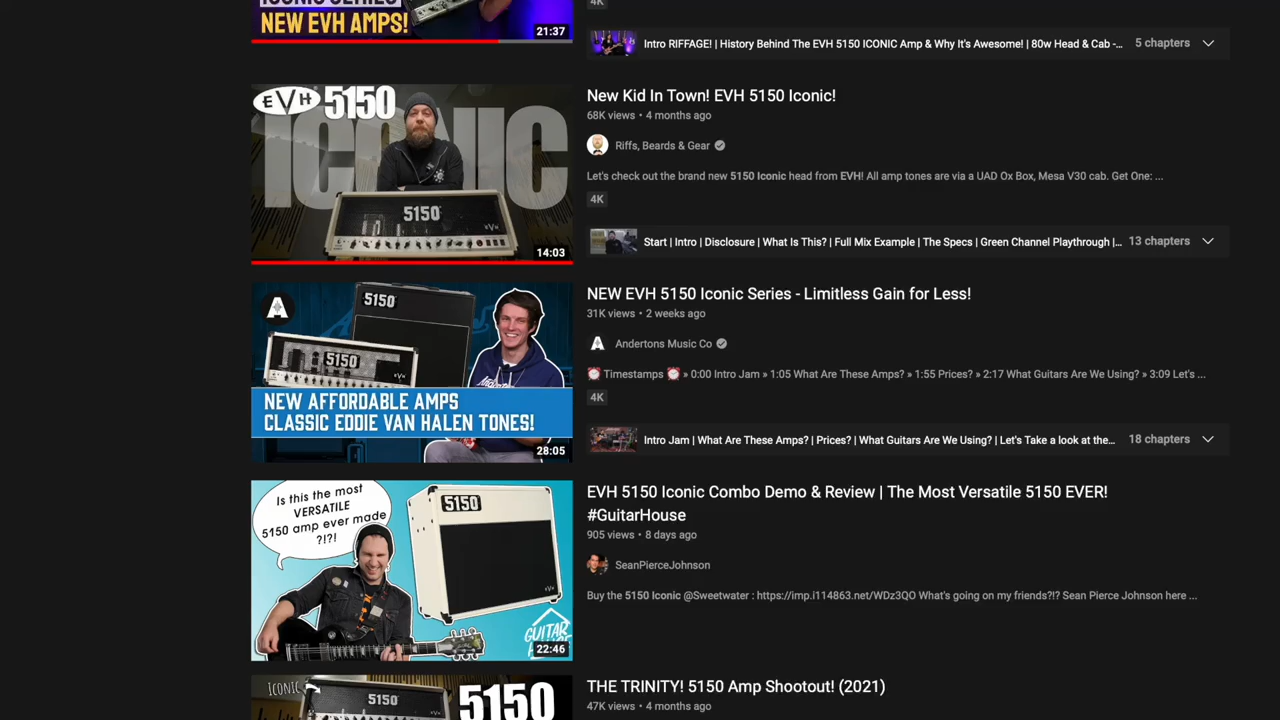 NEW EVH AMPS!
21:37
4K
Intro RIFFAGE! | History Behind The EVH 5150 ICONIC Amp & Why It's Awesome! | 80w Head & Cab -...
5 chapters
EVH 5150
ICONIC
5150
14:03
New Kid In Town! EVH 5150 Iconic!
68K views • 4 months ago
Riffs, Beards & Gear
Let's check out the brand new 5150 Iconic head from EVH! All amp tones are via a UAD Ox Box, Mesa V30 cab. Get One: ...
4K
Start | Intro | Disclosure | What Is This? | Full Mix Example | The Specs | Green Channel Playthrough |...
13 chapters
A
5150
5150
NEW AFFORDABLE AMPS
CLASSIC EDDIE VAN HALEN TONES!
28:05
NEW EVH 5150 Iconic Series - Limitless Gain for Less!
31K views • 2 weeks ago
Andertons Music Co
⏰ Timestamps ⏰ » 0:00 Intro Jam » 1:05 What Are These Amps? » 1:55 Prices? » 2:17 What Guitars Are We Using? » 3:09 Let's ...
4K
Intro Jam | What Are These Amps? | Prices? | What Guitars Are We Using? | Let's Take a look at the...
18 chapters
Is this the most
VERSATILE
5150 amp ever made
?!?!
5150
EVH
GUITAR
22:46
EVH 5150 Iconic Combo Demo & Review | The Most Versatile 5150 EVER!
#GuitarHouse
905 views • 8 days ago
SeanPierceJohnson
Buy the 5150 Iconic @Sweetwater : https://imp.i114863.net/WDz3QO What's going on my friends?!? Sean Pierce Johnson here ...
ICONIC
5150
5150
THE TRINITY! 5150 Amp Shootout! (2021)
47K views • 4 months ago